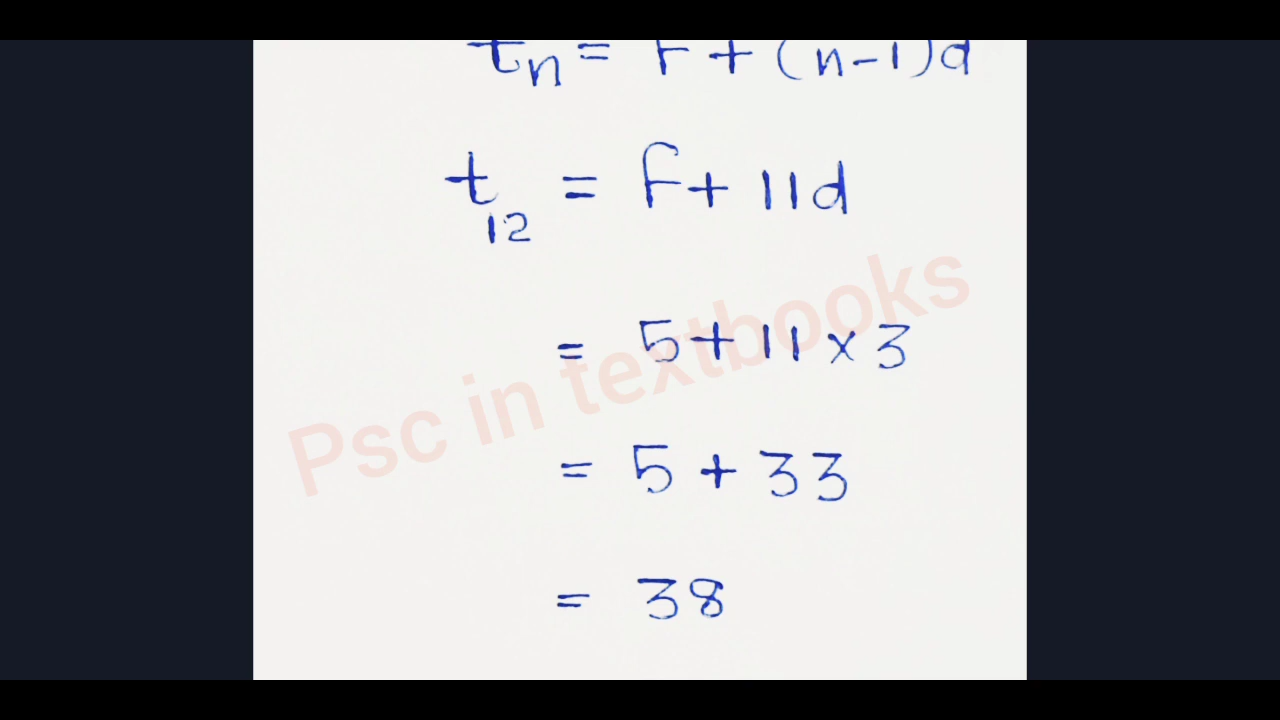 tn = F + (n-1)d
t12 = F + 11d
= 5 + 11 × 3
= 5 + 33
= 38
Psc in textbooks